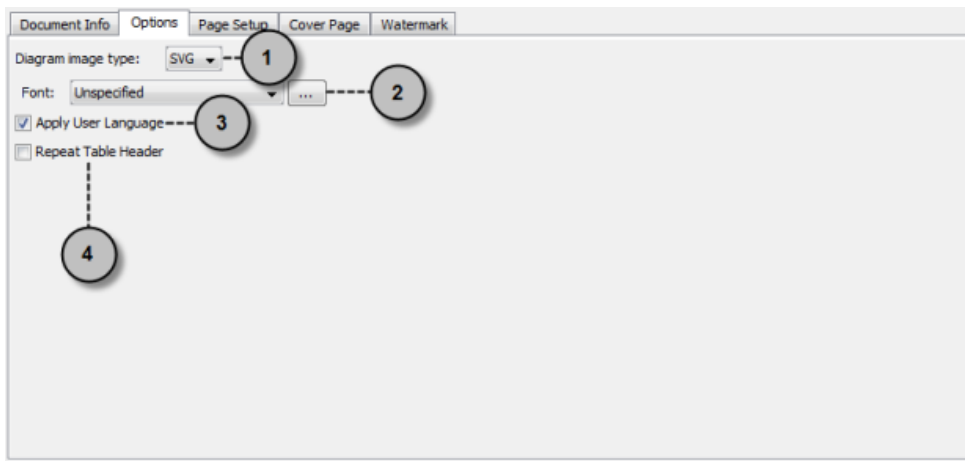 Document Info Options Page Setup Cover Page Watermark
Diagram image type: SVG 1
Font: Unspecified ... 2
Apply User Language 3
Repeat Table Header
4